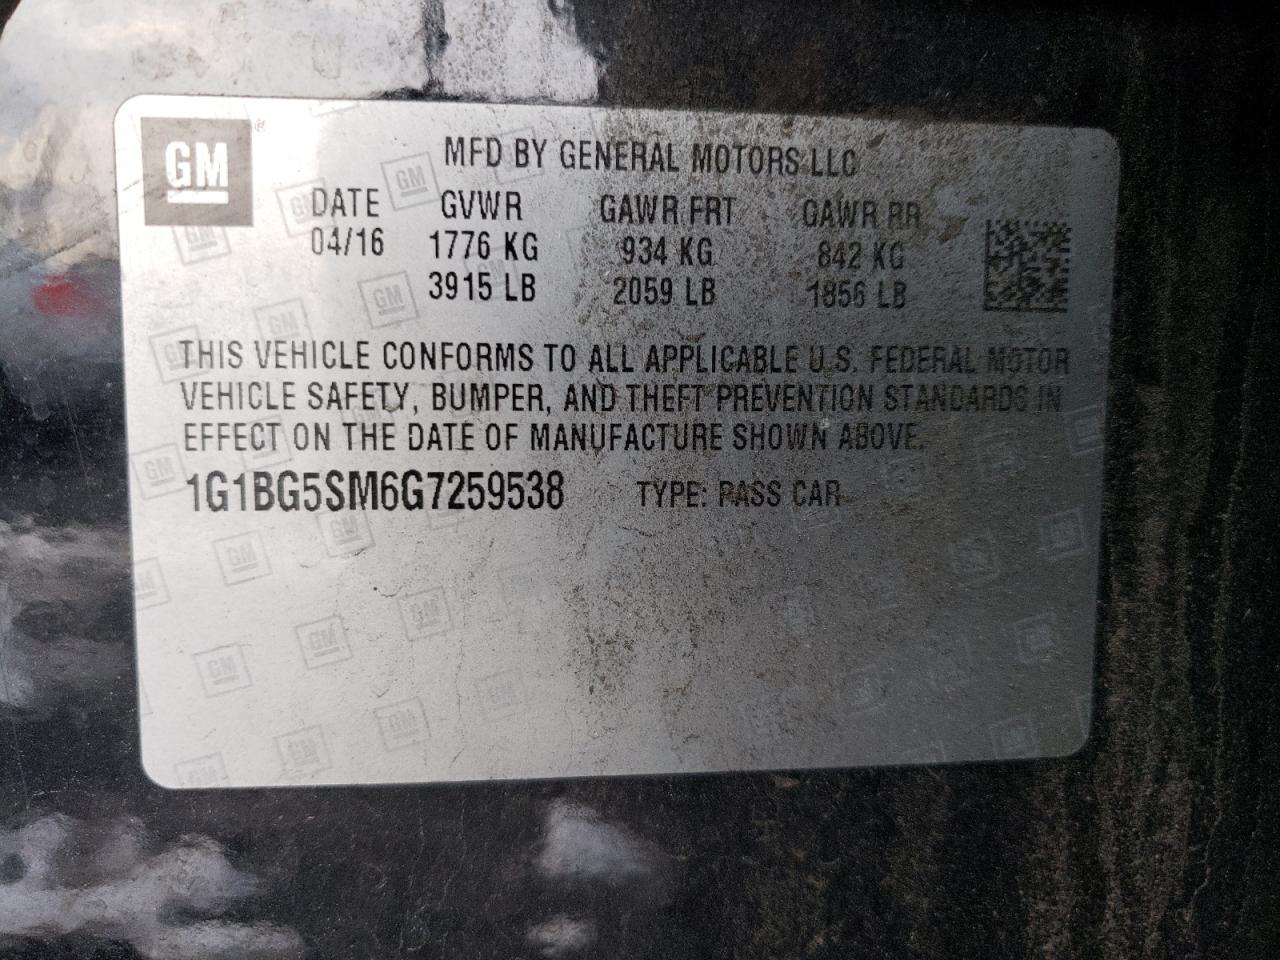 GM ®
MFD BY GENERAL MOTORS LLC
DATE GVWR GAWR FRT GAWR RR
04/16 1776 KG 934 KG 842 KG
3915 LB 2059 LB 1856 LB
THIS VEHICLE CONFORMS TO ALL APPLICABLE U.S. FEDERAL MOTOR
VEHICLE SAFETY, BUMPER, AND THEFT PREVENTION STANDARDS IN
EFFECT ON THE DATE OF MANUFACTURE SHOWN ABOVE.
1G1BG5SM6G7259538 TYPE: PASS CAR